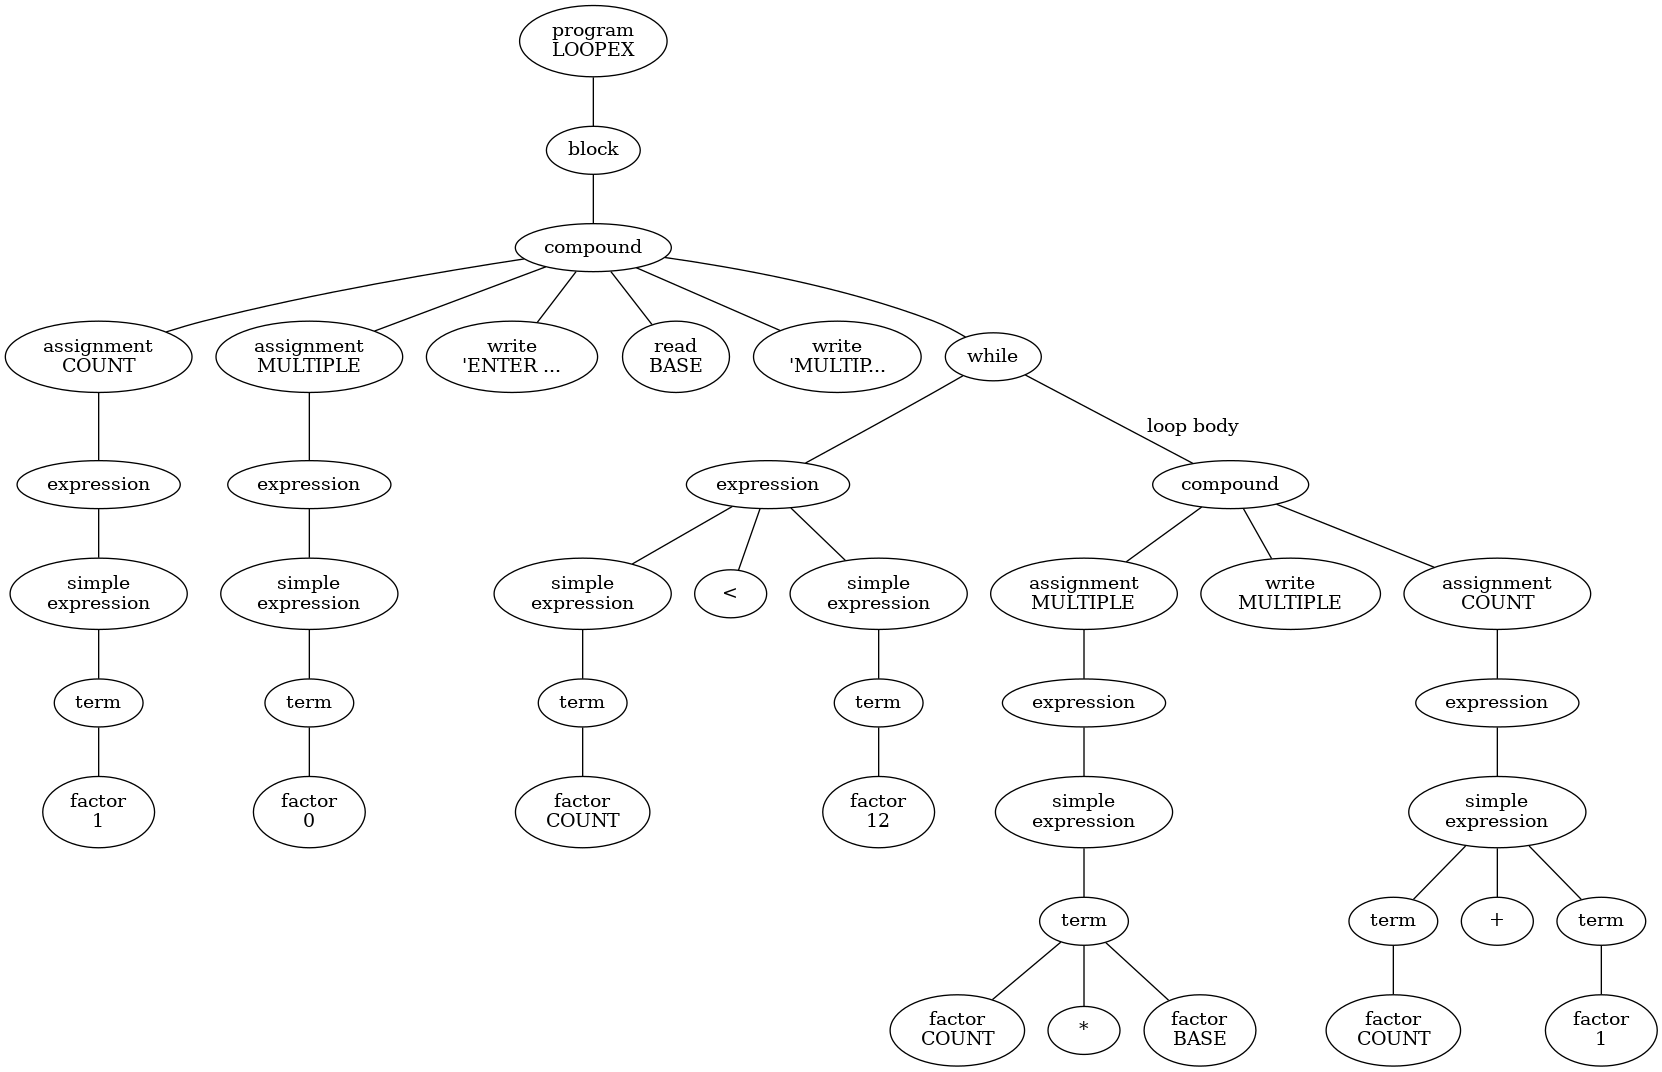 program
LOOPEX
block
compound
assignment
COUNT
assignment
MULTIPLE
write
'ENTER ...
read
BASE
write
'MULTIP...
while
loop body
expression
expression
expression
compound
simple
expression
simple
expression
simple
expression
<
simple
expression
assignment
MULTIPLE
write
MULTIPLE
assignment
COUNT
term
term
term
term
expression
expression
factor
1
factor
0
factor
COUNT
factor
12
simple
expression
simple
expression
term
term
+
term
factor
COUNT
*
factor
BASE
factor
COUNT
factor
1